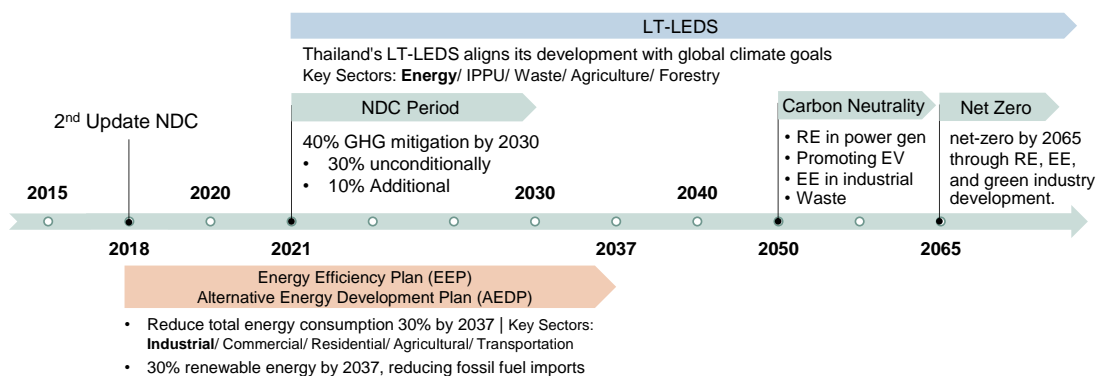 LT-LEDS
Thailand's LT-LEDS aligns its development with global climate goals
Key Sectors: Energy/ IPPU/ Waste/ Agriculture/ Forestry
NDC Period
Carbon Neutrality
Net Zero
2nd Update NDC
40% GHG mitigation by 2030
• 30% unconditionally
• 10% Additional
• RE in power gen
• Promoting EV
• EE in industrial
• Waste
net-zero by 2065
through RE, EE,
and green industry
development.
2015
2020
2030
2040
2018
2021
2037
2050
2065
Energy Efficiency Plan (EEP)
Alternative Energy Development Plan (AEDP)
• Reduce total energy consumption 30% by 2037 | Key Sectors:
Industrial/ Commercial/ Residential/ Agricultural/ Transportation
• 30% renewable energy by 2037, reducing fossil fuel imports